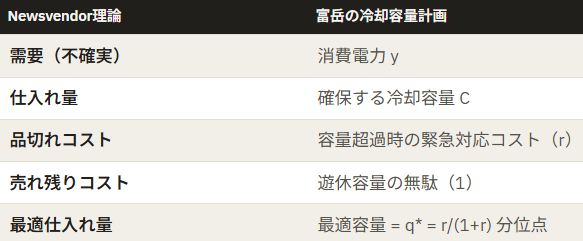 Newsvendor理論 富岳の冷却容量計画
需要（不確実） 消費電力 y
仕入れ量 確保する冷却容量 C
品切れコスト 容量超過時の緊急対応コスト（r）
売れ残りコスト 遊休容量の無駄（1）
最適仕入れ量 最適容量 = q* = r/(1+r) 分位点